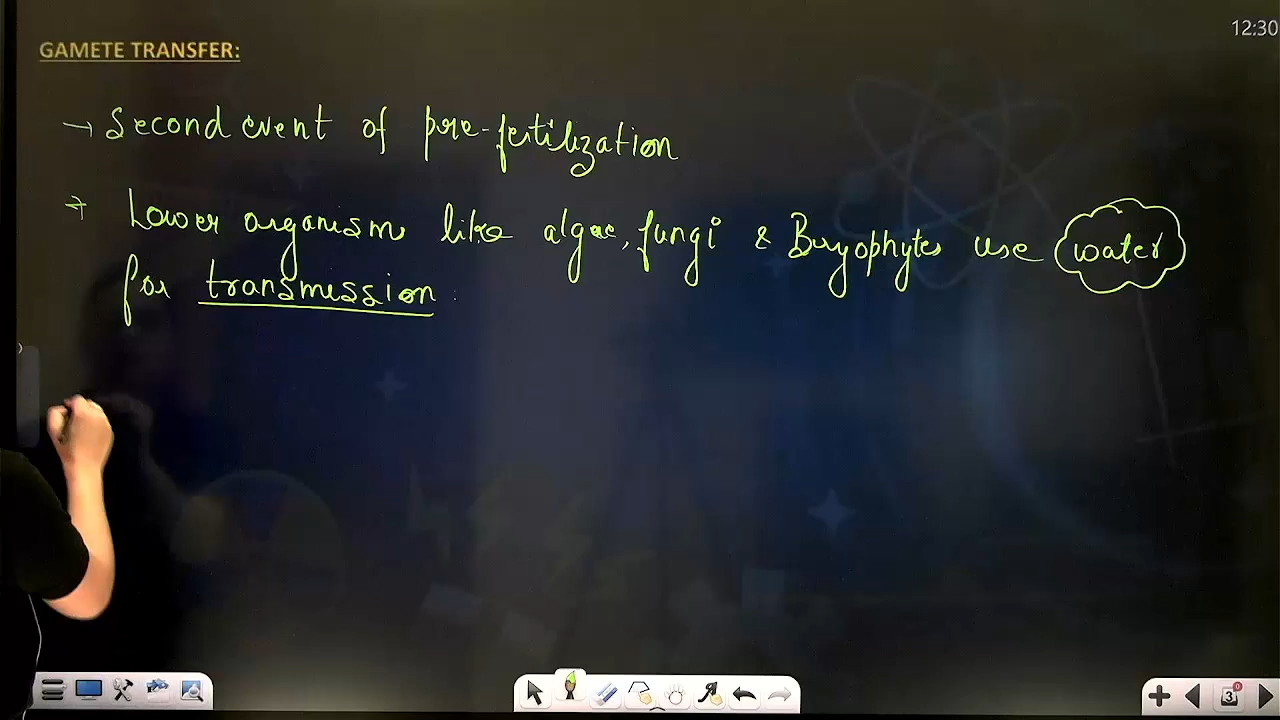 12:30
GAMETE TRANSFER:
→ Second event of pre-fertilization
→ Lower organism like algae, fungi & Bryophytes use water
for transmission.
3